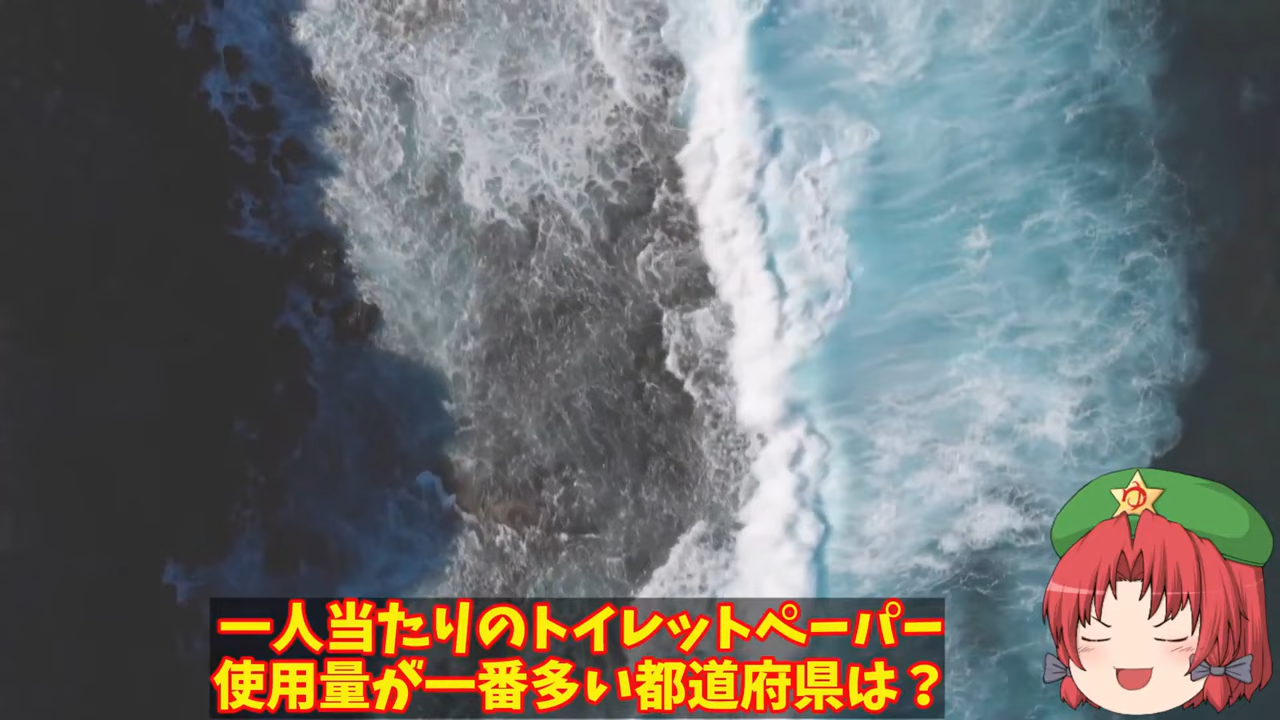 一人当たりのトイレットペーパー
使用量が一番多い都道府県は？
ゆ